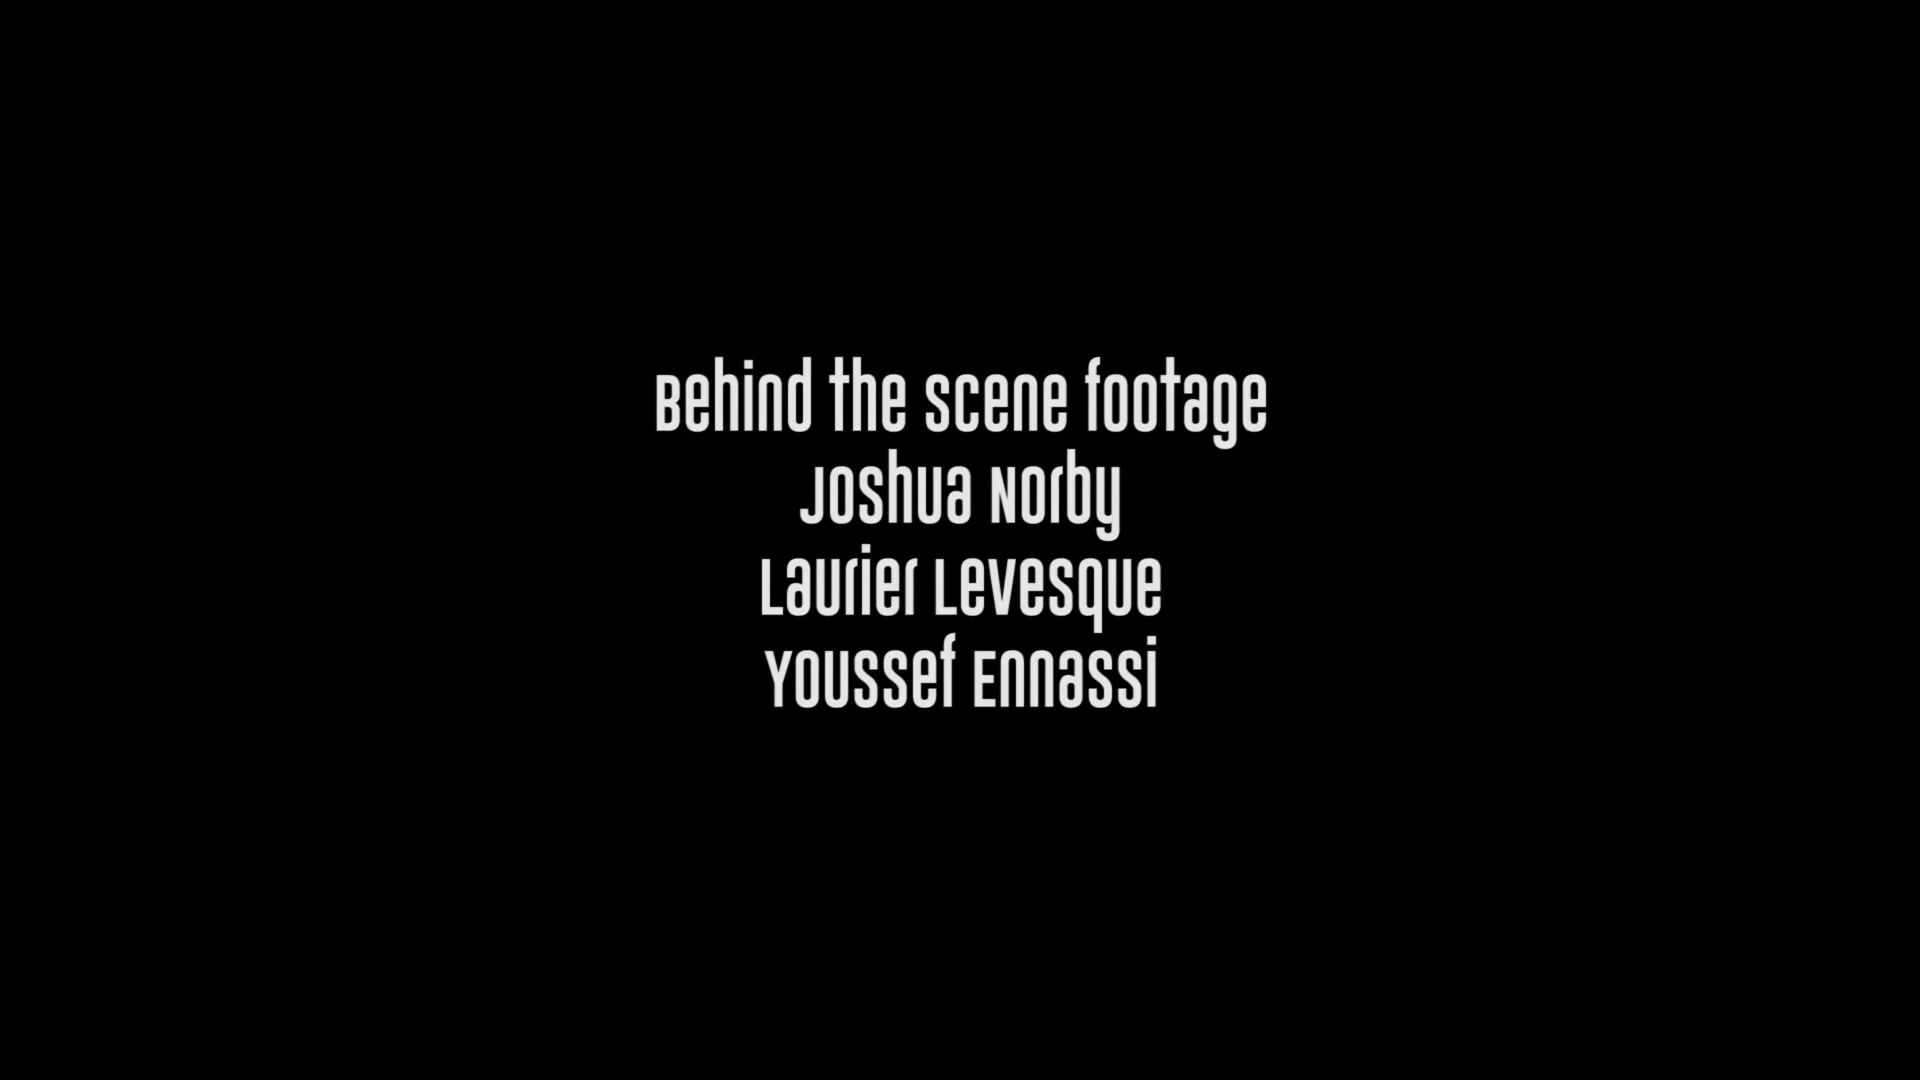 Behind the scene footage
Joshua Norby
Laurier Levesque
Youssef Ennassi